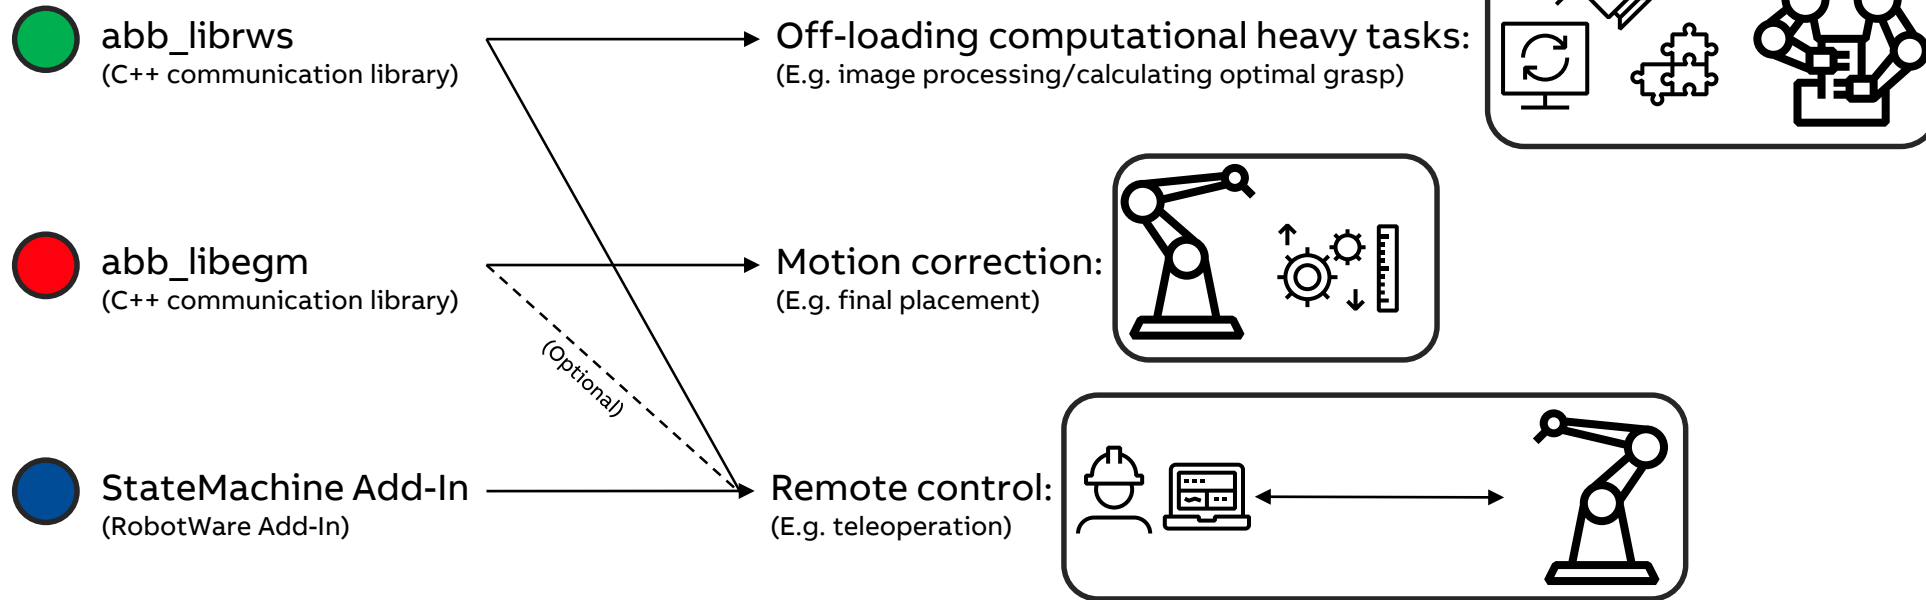 abb_librws
(C++ communication library)
Off-loading computational heavy tasks:
(E.g. image processing/calculating optimal grasp)
abb_libegm
(C++ communication library)
Motion correction:
(E.g. final placement)
(Optional)
StateMachine Add-In
(RobotWare Add-In)
Remote control:
(E.g. teleoperation)